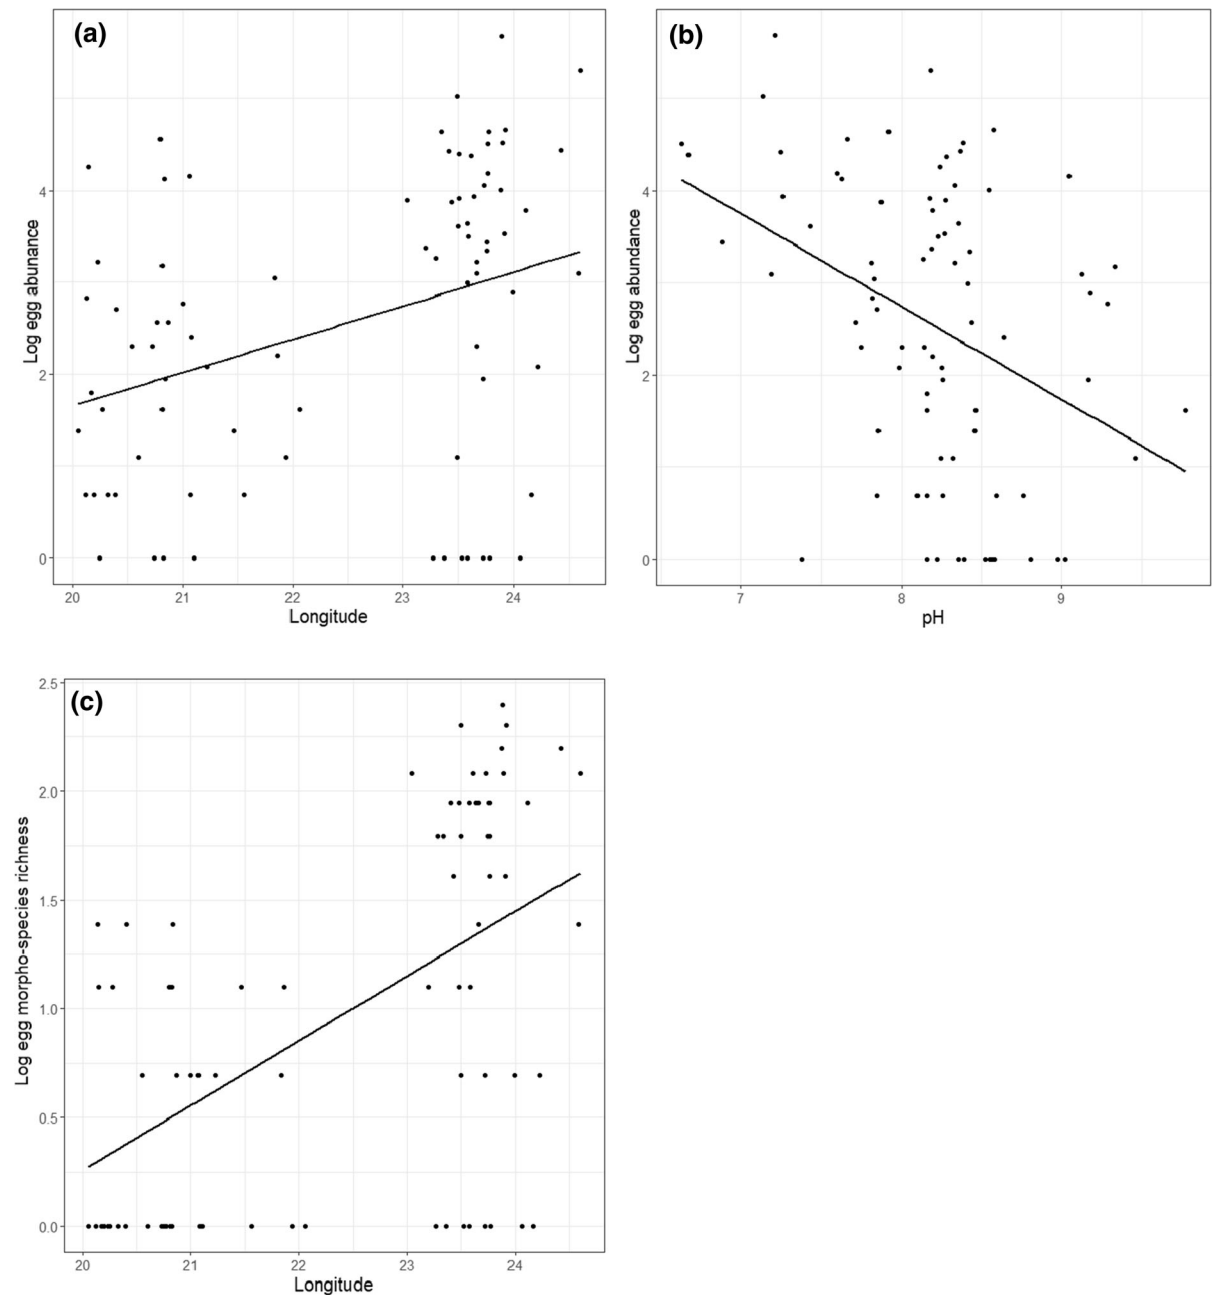 (a)
Log egg abunance
4
2
0
20 21 22 23 24
Longitude
(b)
Log egg abundance
4
2
0
7 8 9
pH
(c)
Log egg morpho-species richness
2.5
2.0
1.5
1.0
0.5
0.0
20 21 22 23 24
Longitude